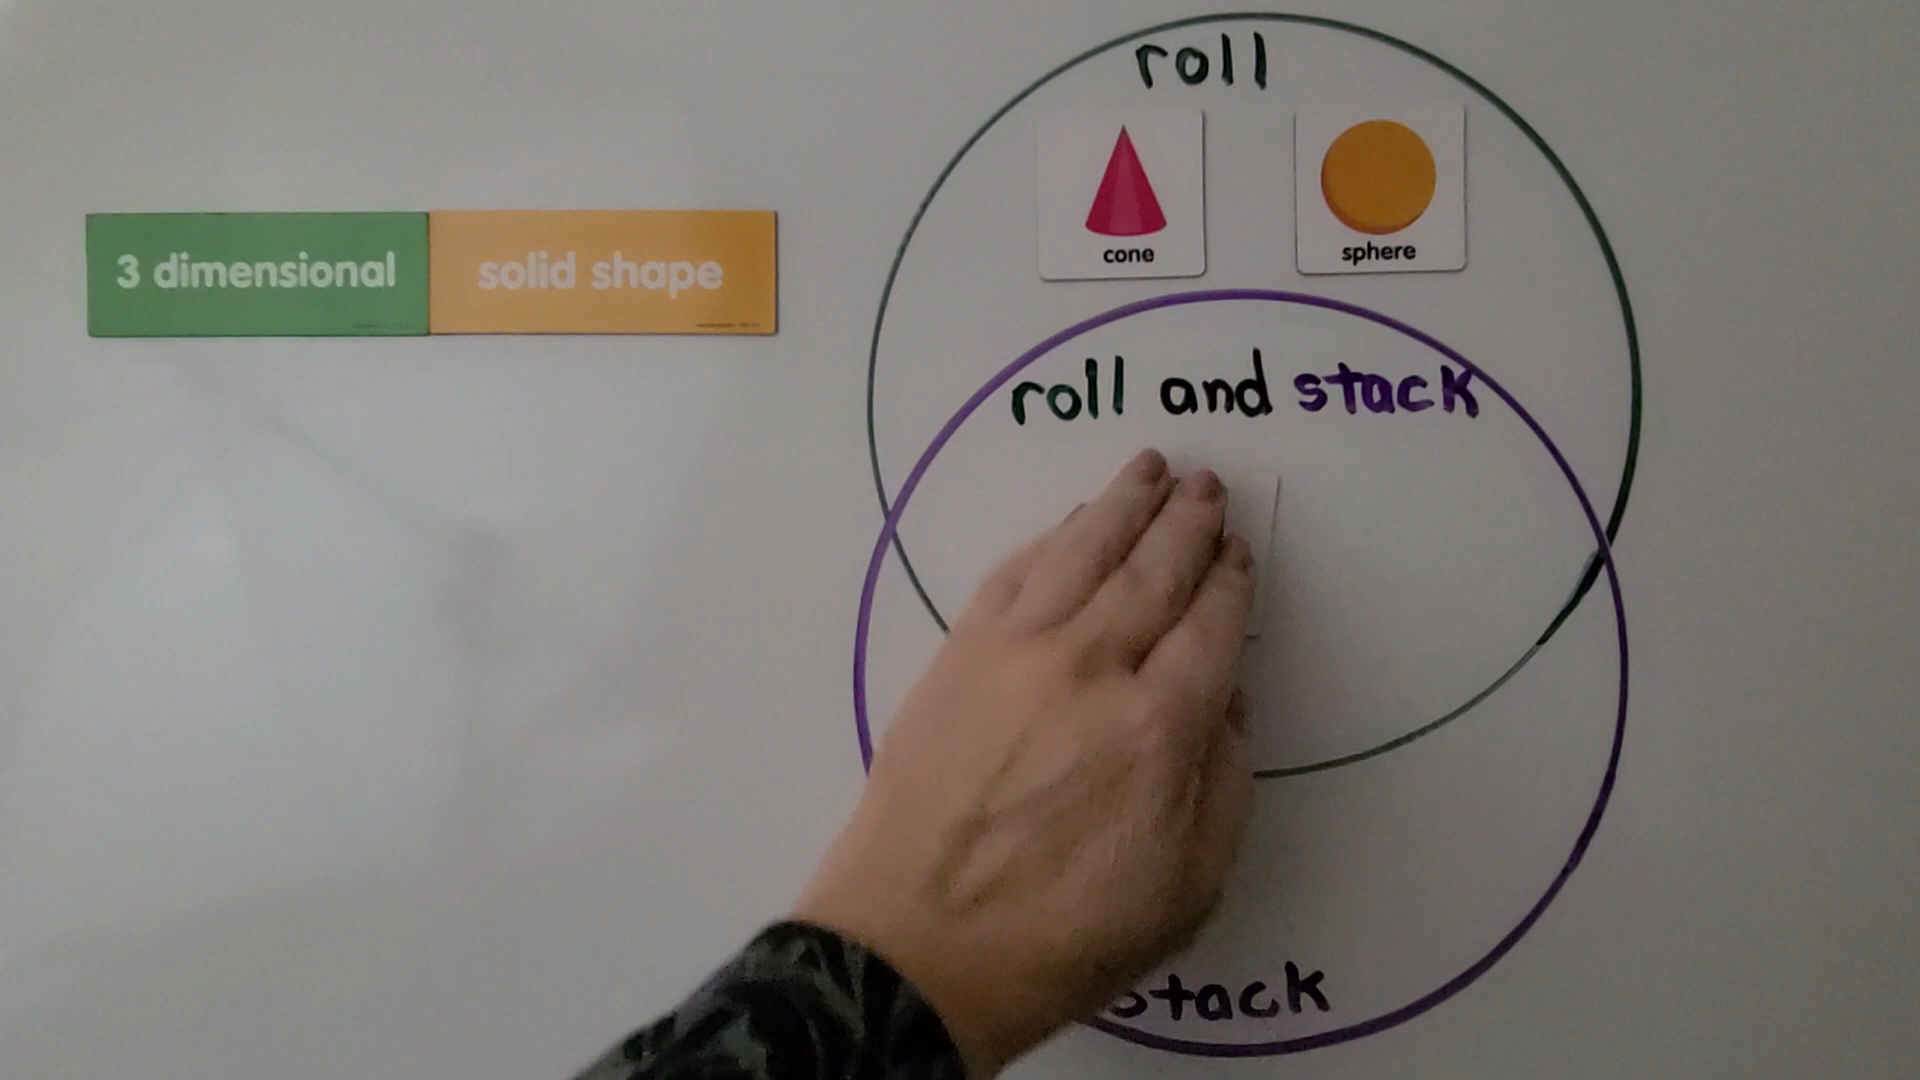 roll
cone
sphere
3 dimensional
solid shape
roll and stack
stack